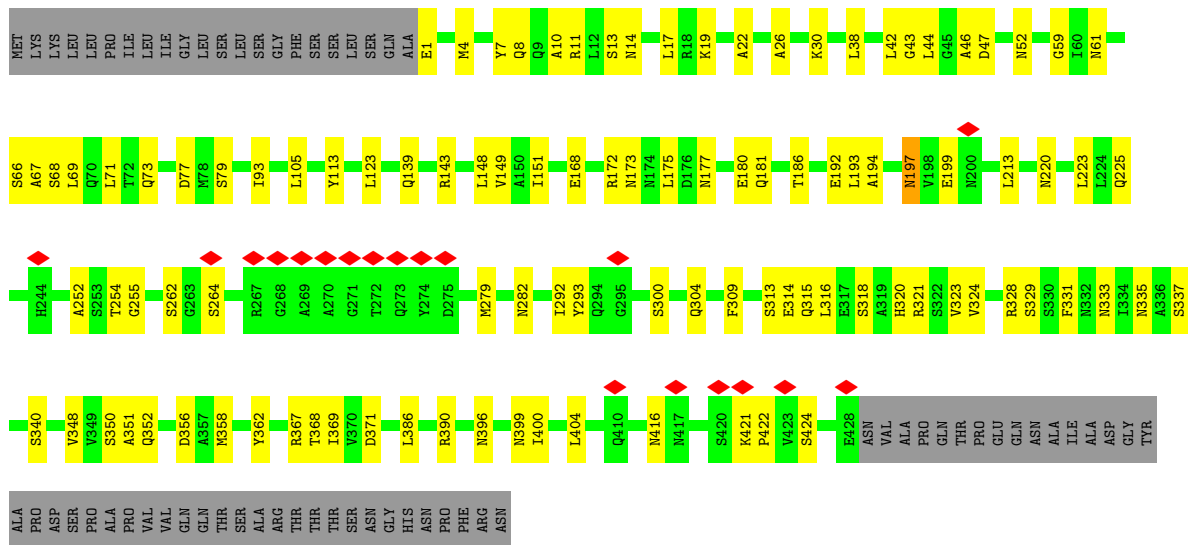 MET LYS LYS LEU LEU PRO ILE LEU ILE GLY LEU SER LEU SER GLY PHE SER SER LEU SER GLN ALA E1 M4 Y7 Q8 Q9 A10 R11 L12 S13 N14 L17 R18 K19 A22 A26 K30 L38 L42 G43 L44 G45 A46 D47 N52 G59 I60 N61
S66 A67 S68 L69 Q70 L71 T72 Q73 D77 M78 S79 I93 L105 Y113 L123 Q139 R143 L148 V149 A150 I151 E168 R172 N173 N174 L175 D176 N177 E180 Q181 T186 E192 L193 A194 N197 V198 E199 N200 L213 N220 L223 L224 Q225
H244 A252 S253 T254 G255 S262 G263 S264 R267 G268 A269 A270 G271 T272 Q273 Y274 D275 M279 N282 I292 Y293 Q294 G295 S300 Q304 F309 S313 E314 Q315 L316 E317 S318 A319 H320 R321 S322 V323 V324 R328 S329 S330 F331 N332 N333 I334 N335 A336 S337
S340 V348 V349 S350 A351 Q352 D356 A357 M358 Y362 R367 T368 I369 V370 D371 L386 R390 N396 N399 I400 L404 Q410 N416 N417 S420 K421 P422 V423 S424 E428 ASN VAL ALA PRO GLN THR PRO GLU GLN ASN ALA ILE ALA ASP GLY TYR
ALA PRO ASP SER PRO ALA PRO VAL VAL GLN GLN THR SER ALA ARG THR THR THR SER ASN GLY HIS ASN PRO PHE ARG ASN